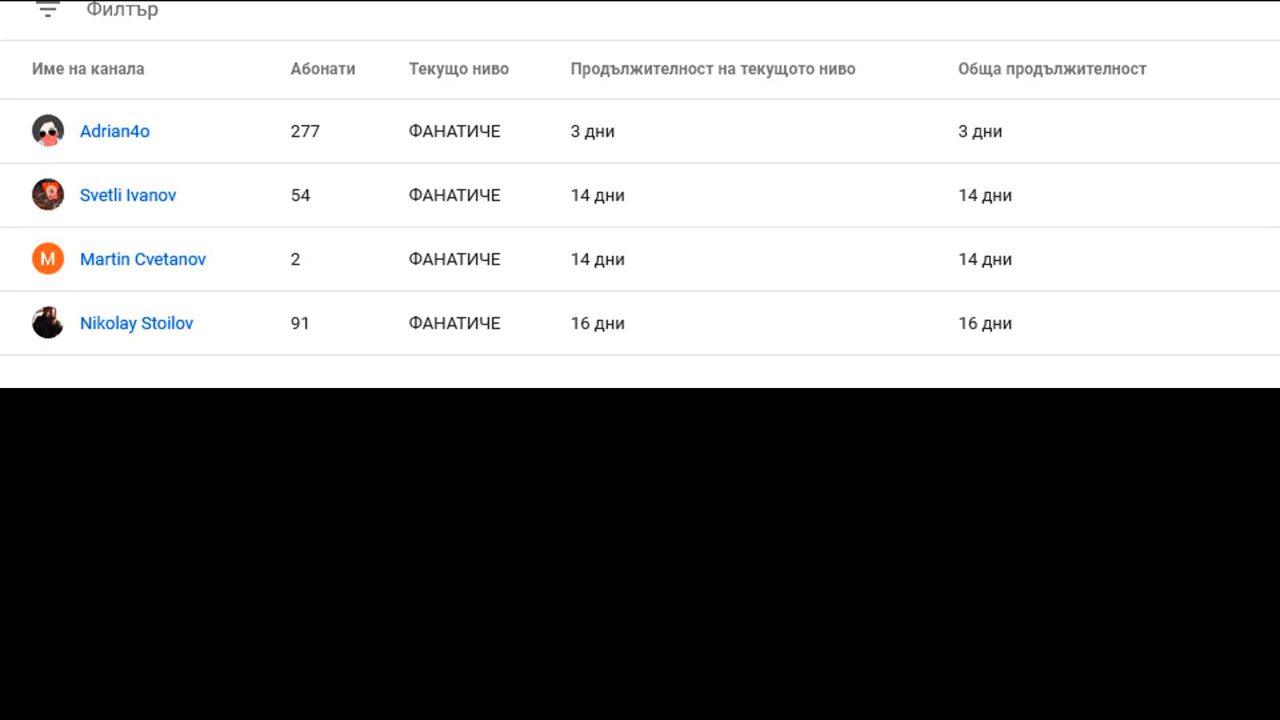 Филтър
Име на канала Абонати Текущо ниво Продължителност на текущото ниво Обща продължителност
Adrian4o 277 ФАНАТИЧЕ 3 дни 3 дни
Svetli Ivanov 54 ФАНАТИЧЕ 14 дни 14 дни
M Martin Cvetanov 2 ФАНАТИЧЕ 14 дни 14 дни
Nikolay Stoilov 91 ФАНАТИЧЕ 16 дни 16 дни